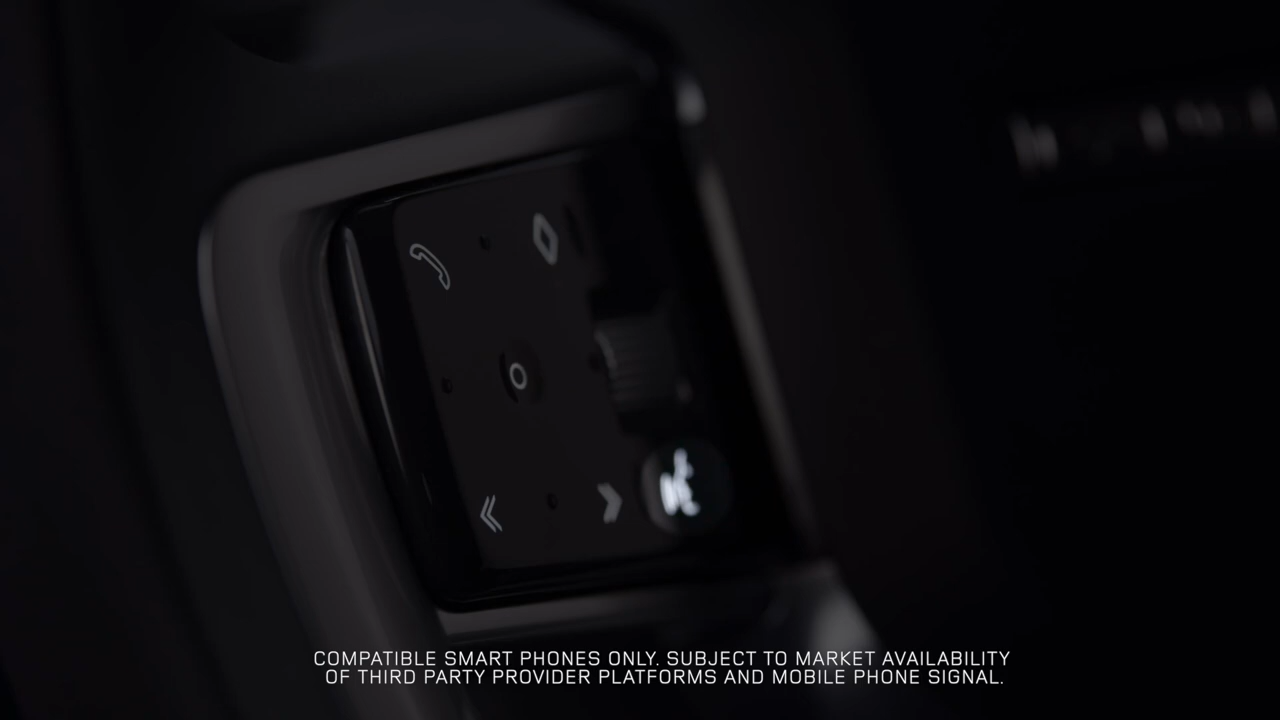 COMPATIBLE SMART PHONES ONLY. SUBJECT TO MARKET AVAILABILITY
OF THIRD PARTY PROVIDER PLATFORMS AND MOBILE PHONE SIGNAL.